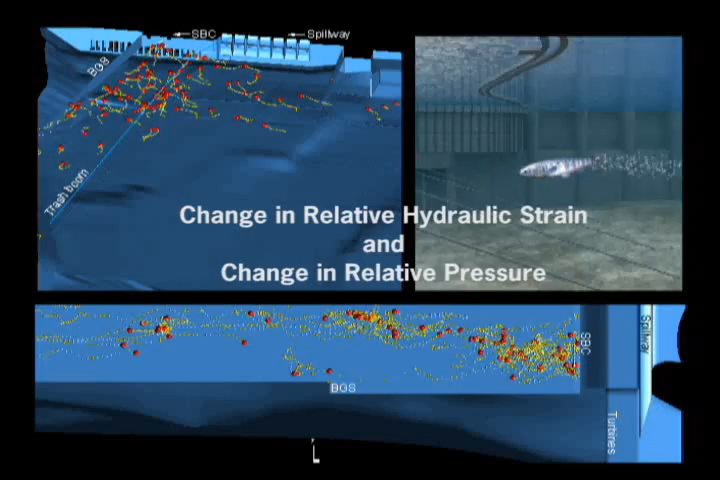 SBC
Spillway
BGS
Trash boom
Change in Relative Hydraulic Strain
and
Change in Relative Pressure
SBC
Spillway
BGS
Turbines
L